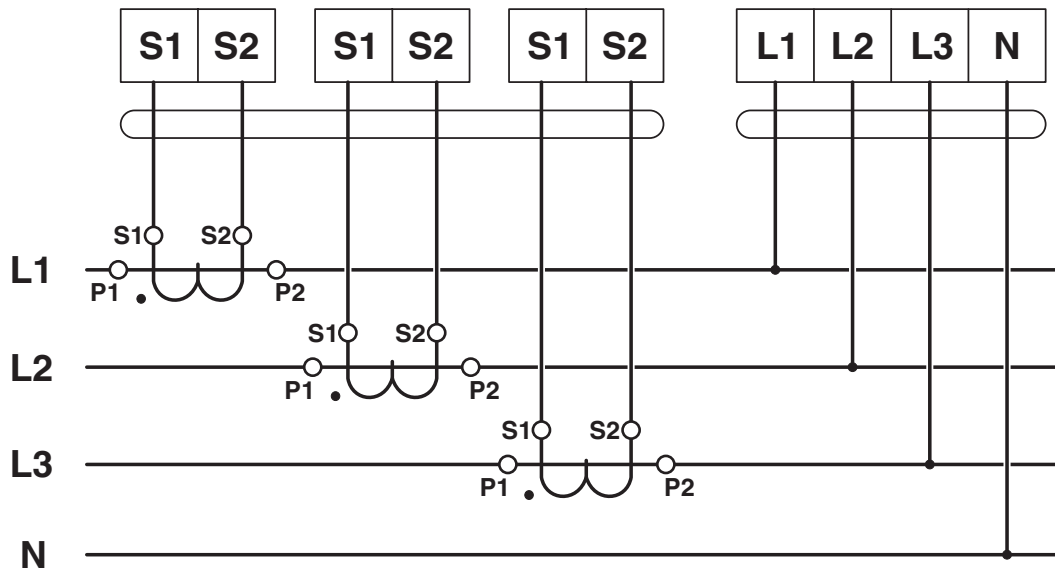 S1 S2 S1 S2 S1 S2 L1 L2 L3 N
S1 S2
L1
P1 P2
S1 S2
L2
P1 P2
S1 S2
L3
P1 P2
N